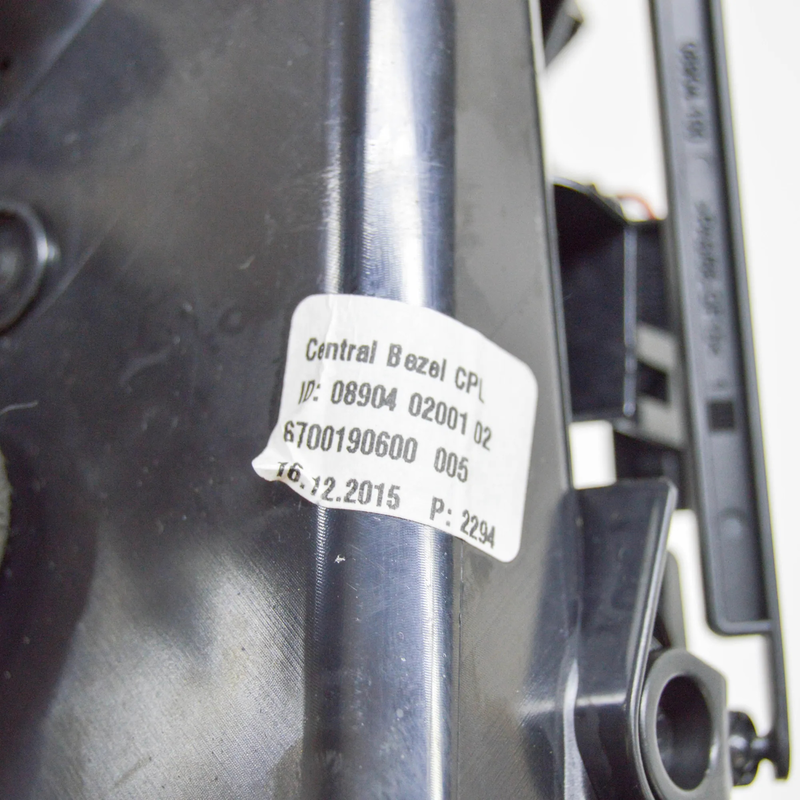 Central Bezel CPL
ID: 08904 02001 02
6700190600 005
16.12.2015 P: 2294